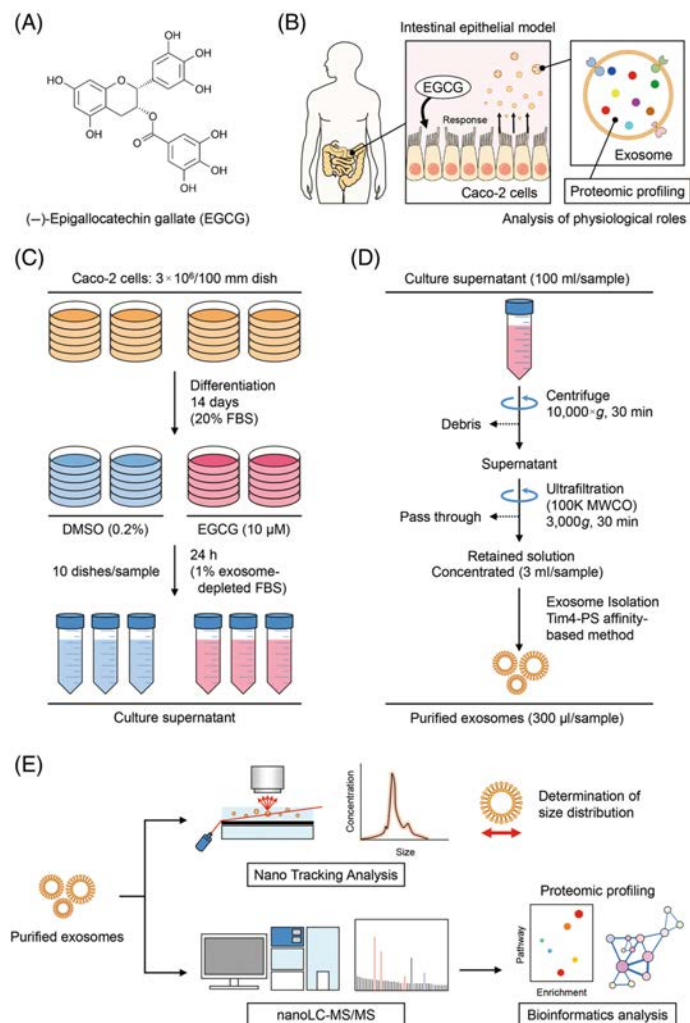 (A)
OH
OH
HO
O
OH
O
OH
O
OH
OH
OH
(−)-Epigallocatechin gallate (EGCG)
(B)
Intestinal epithelial model
EGCG
Response
Caco-2 cells
Exosome
Proteomic profiling
Analysis of physiological roles
(C)
Caco-2 cells: 3 × 10⁶/100 mm dish
Differentiation
14 days
(20% FBS)
DMSO (0.2%)
EGCG (10 μM)
10 dishes/sample
24 h
(1% exosome-
depleted FBS)
Culture supernatant
(D)
Culture supernatant (100 ml/sample)
Centrifuge
10,000×g, 30 min
Debris
Supernatant
Ultrafiltration
(100K MWCO)
3,000g, 30 min
Pass through
Retained solution
Concentrated (3 ml/sample)
Exosome Isolation
Tim4-PS affinity-
based method
Purified exosomes (300 μl/sample)
(E)
Purified exosomes
Concentration
Size
Determination of
size distribution
Nano Tracking Analysis
nanoLC-MS/MS
Proteomic profiling
Pathway
Enrichment
Bioinformatics analysis